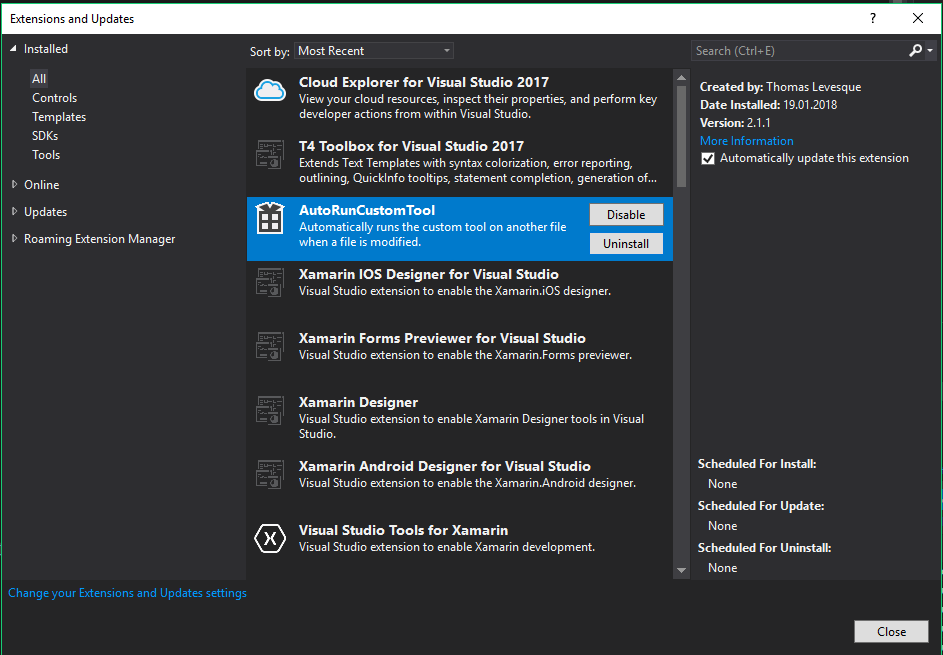 Extensions and Updates
?
Installed
All
Controls
Templates
SDKs
Tools
Online
Updates
Roaming Extension Manager
Sort by: Most Recent
Cloud Explorer for Visual Studio 2017
View your cloud resources, inspect their properties, and perform key
developer actions from within Visual Studio.
T4 Toolbox for Visual Studio 2017
Extends Text Templates with syntax colorization, error reporting,
outlining, QuickInfo tooltips, statement completion, generation of...
AutoRunCustomTool
Automatically runs the custom tool on another file
when a file is modified.
Disable
Uninstall
Xamarin IOS Designer for Visual Studio
Visual Studio extension to enable the Xamarin.iOS designer.
Xamarin Forms Previewer for Visual Studio
Visual Studio extension to enable the Xamarin.Forms previewer.
Xamarin Designer
Visual Studio extension to enable Xamarin Designer tools in Visual
Studio.
Xamarin Android Designer for Visual Studio
Visual Studio extension to enable the Xamarin.Android designer.
Visual Studio Tools for Xamarin
Visual Studio extension to enable Xamarin development.
Search (Ctrl+E)
Created by: Thomas Levesque
Date Installed: 19.01.2018
Version: 2.1.1
More Information
Automatically update this extension
Scheduled For Install:
None
Scheduled For Update:
None
Scheduled For Uninstall:
None
Change your Extensions and Updates settings
Close